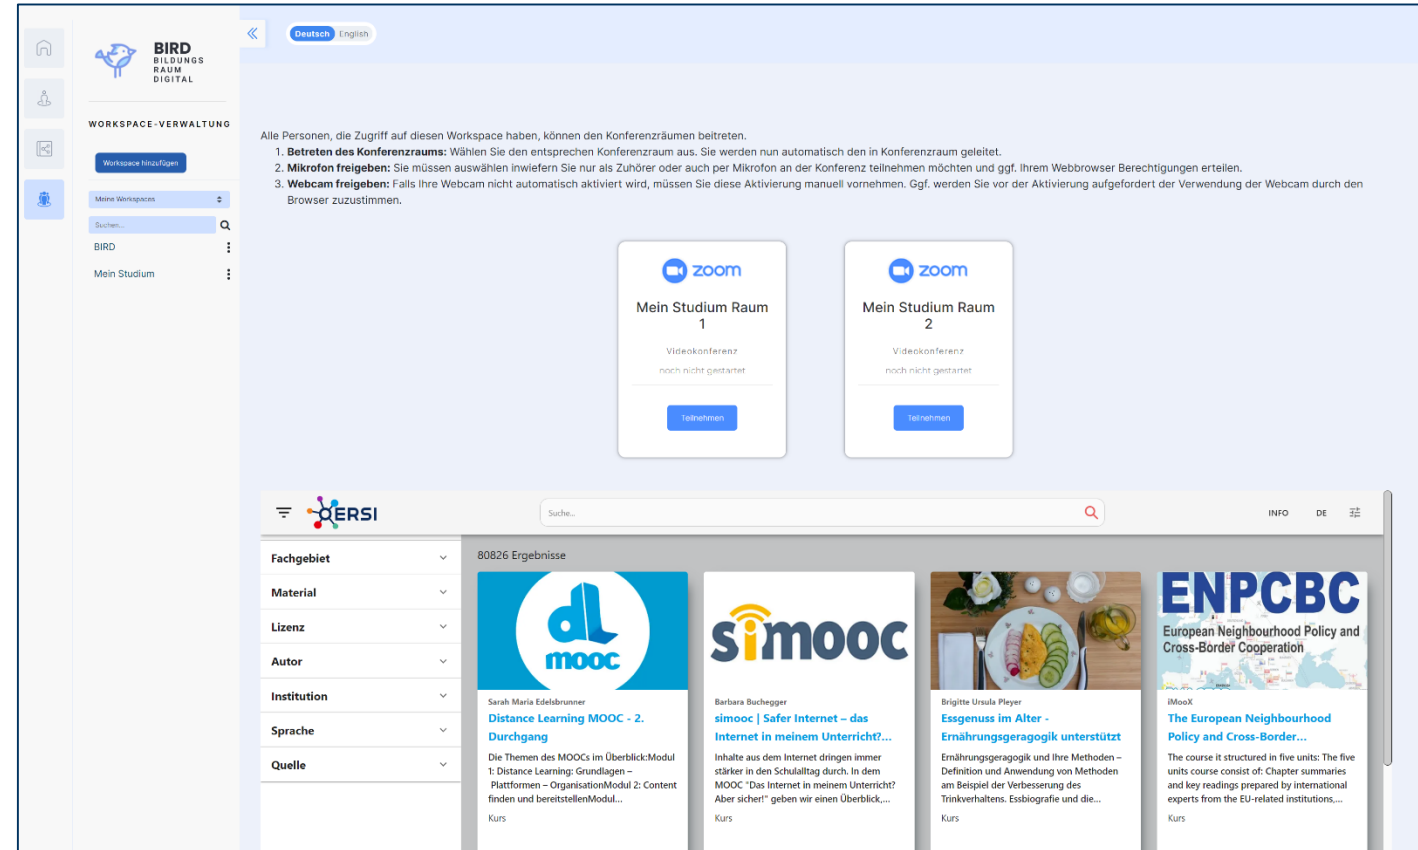 BIRD
BILDUNGS
RAUM
DIGITAL
WORKSPACE-VERWALTUNG
Workspace hinzufügen
Meine Workspaces
Suchen...
BIRD
Mein Studium
Deutsch English
Alle Personen, die Zugriff auf diesen Workspace haben, können den Konferenzräumen beitreten.
1. Betreten des Konferenzraums: Wählen Sie den entsprechen Konferenzraum aus. Sie werden nun automatisch den in Konferenzraum geleitet.
2. Mikrofon freigeben: Sie müssen auswählen inwiefern Sie nur als Zuhörer oder auch per Mikrofon an der Konferenz teilnehmen möchten und ggf. Ihrem Webbrowser Berechtigungen erteilen.
3. Webcam freigeben: Falls Ihre Webcam nicht automatisch aktiviert wird, müssen Sie diese Aktivierung manuell vornehmen. Ggf. werden Sie vor der Aktivierung aufgefordert der Verwendung der Webcam durch den
Browser zuzustimmen.
zoom
Mein Studium Raum
1
Videokonferenz
noch nicht gestartet
Teilnehmen
zoom
Mein Studium Raum
2
Videokonferenz
noch nicht gestartet
Teilnehmen
OERSI
Suche...
INFO DE
Fachgebiet
Material
Lizenz
Autor
Institution
Sprache
Quelle
80826 Ergebnisse
dL
mooc
Sarah Maria Edelsbrunner
Distance Learning MOOC - 2.
Durchgang
Die Themen des MOOCs im Überblick:Modul
1: Distance Learning: Grundlagen –
Plattformen – OrganisationModul 2: Content
finden und bereitstellenModul...
Kurs
simooc
Barbara Buchegger
simooc | Safer Internet – das
Internet in meinem Unterricht?...
Inhalte aus dem Internet dringen immer
stärker in den Schulalltag durch. In dem
MOOC "Das Internet in meinem Unterricht?
Aber sicher!" geben wir einen Überblick,...
Kurs
Brigitte Ursula Pleyer
Essgenuss im Alter -
Ernährungsgeragogik unterstützt
Ernährungsgeragogik und Ihre Methoden –
Definition und Anwendung von Methoden
am Beispiel der Verbesserung des
Trinkverhaltens. Essbiografie und die...
Kurs
ENPCBC
European Neighbourhood Policy and
Cross-Border Cooperation
iMooX
The European Neighbourhood
Policy and Cross-Border...
The course it structured in five units: The five
units course consist of: Chapter summaries
and key readings prepared by international
experts from the EU-related institutions,...
Kurs